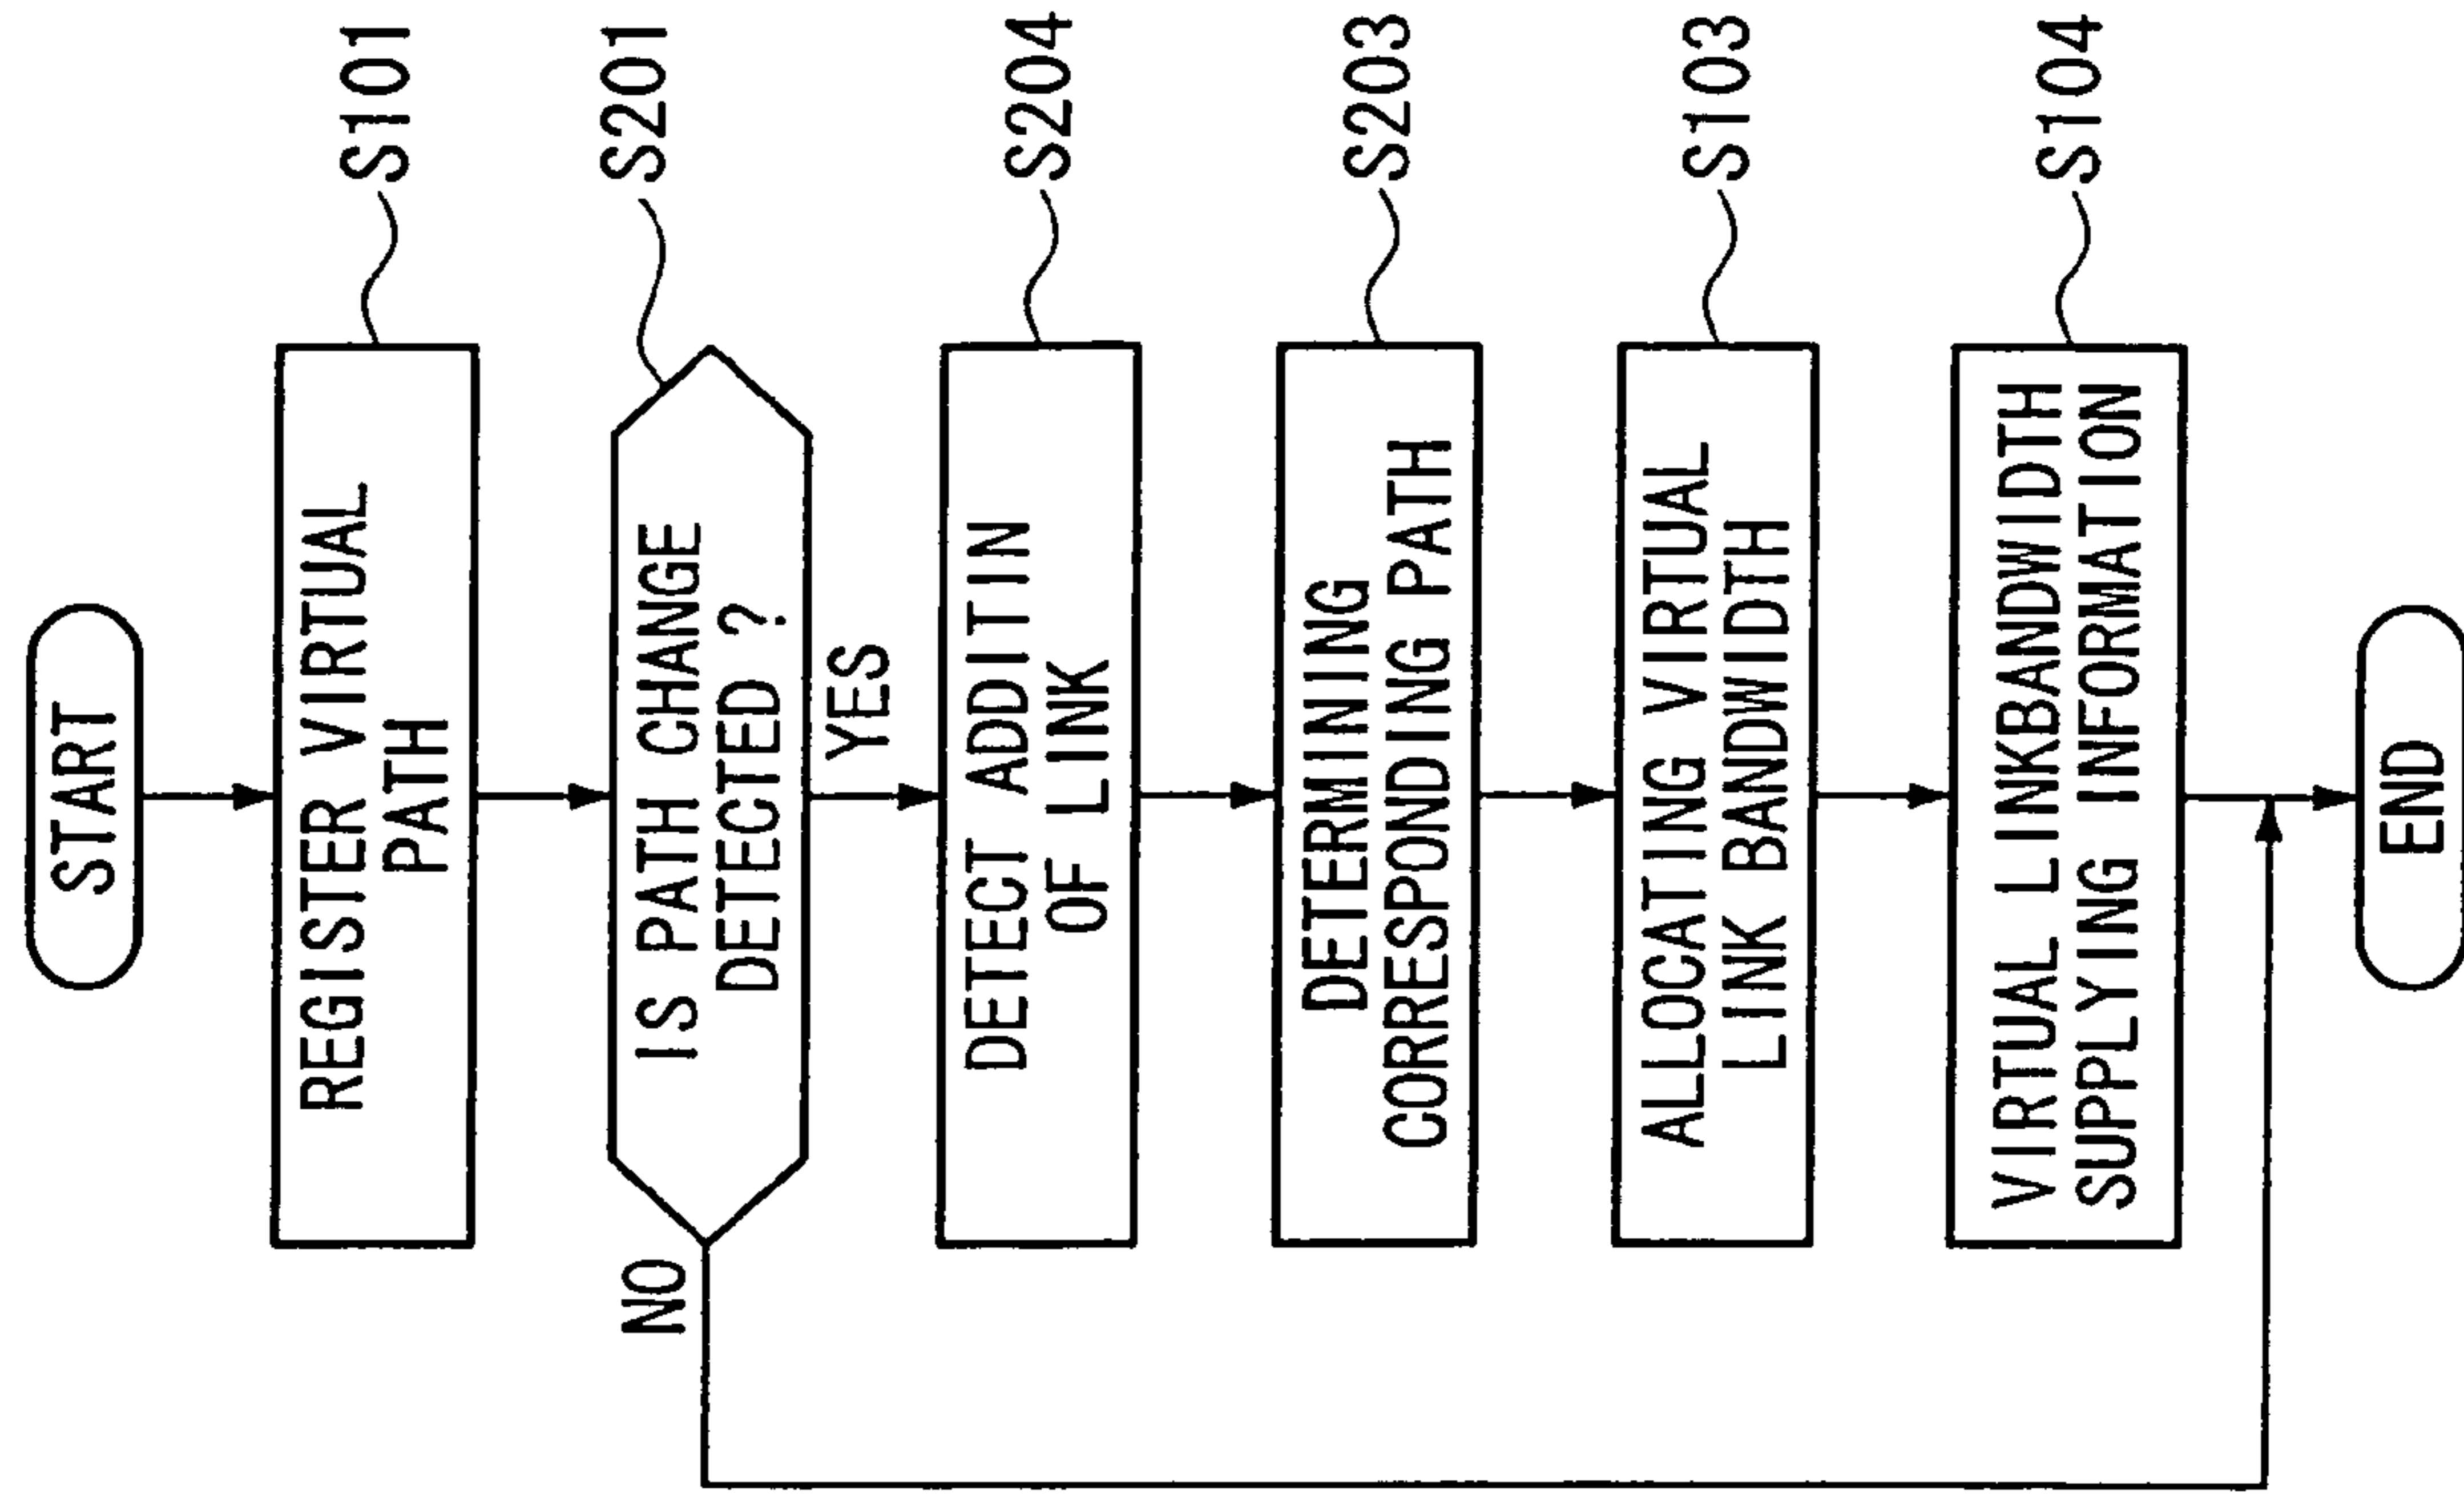 START
REGISTER VIRTUAL
PATH
S101
IS PATH CHANGE
DETECTED ?
S201
NO
YES
DETECT ADDITIN
OF LINK
S204
DETERMINING
CORRESPONDING PATH
S203
ALLOCATING VIRTUAL
LINK BANDWIDTH
S103
VIRTUAL LINKBANDWIDTH
SUPPLYING INFORMATION
S104
END